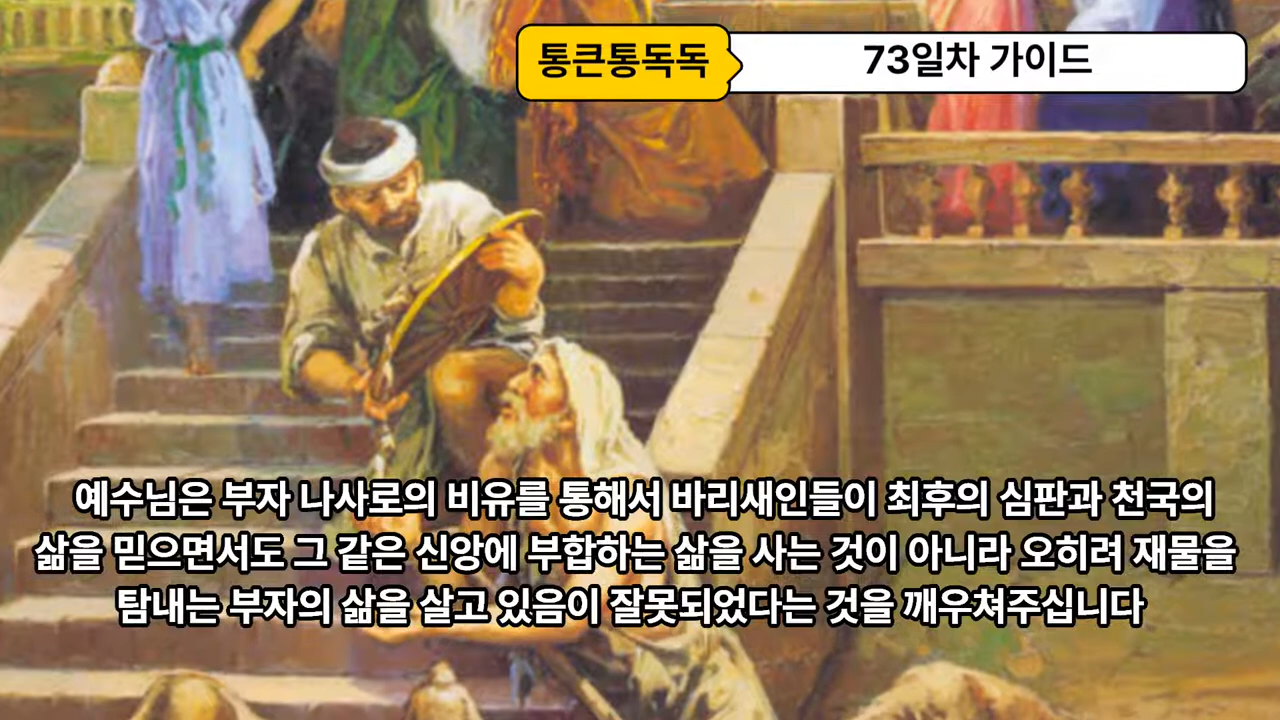 통큰통독독
73일차 가이드
예수님은 부자 나사로의 비유를 통해서 바리새인들이 최후의 심판과 천국의
삶을 믿으면서도 그 같은 신앙에 부합하는 삶을 사는 것이 아니라 오히려 재물을
탐내는 부자의 삶을 살고 있음이 잘못되었다는 것을 깨우쳐주십니다